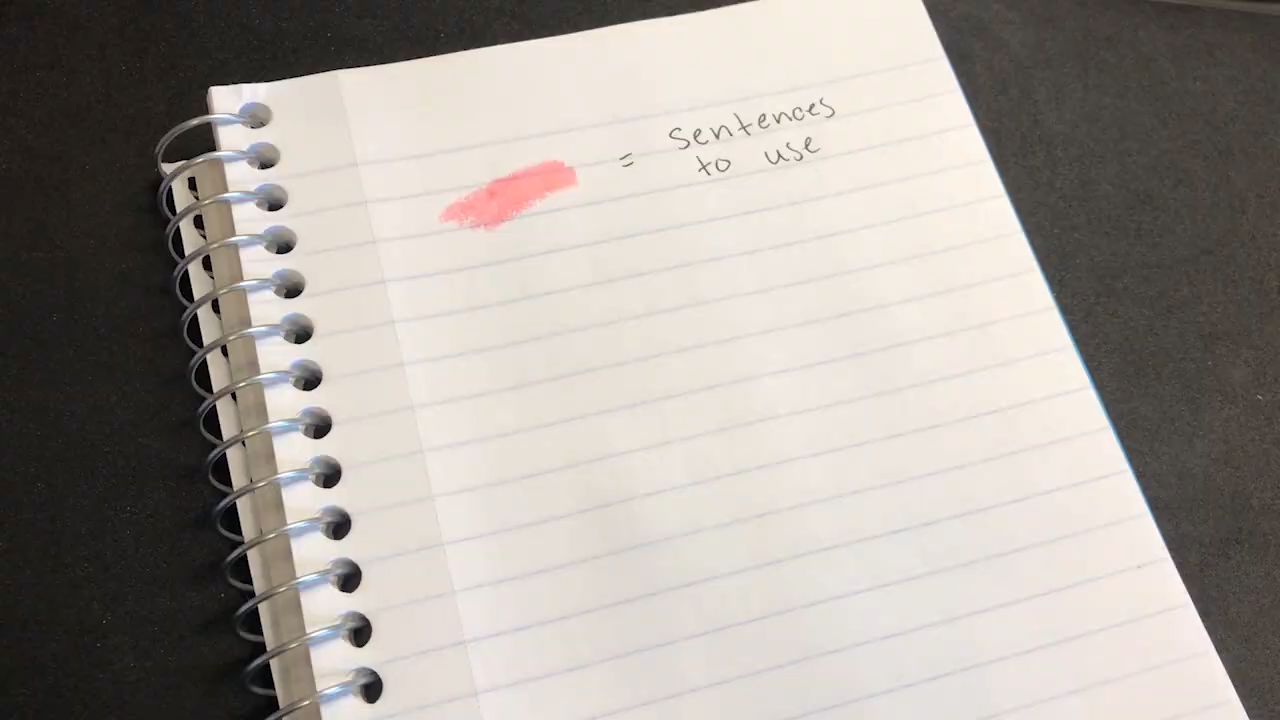 = sentences
to use